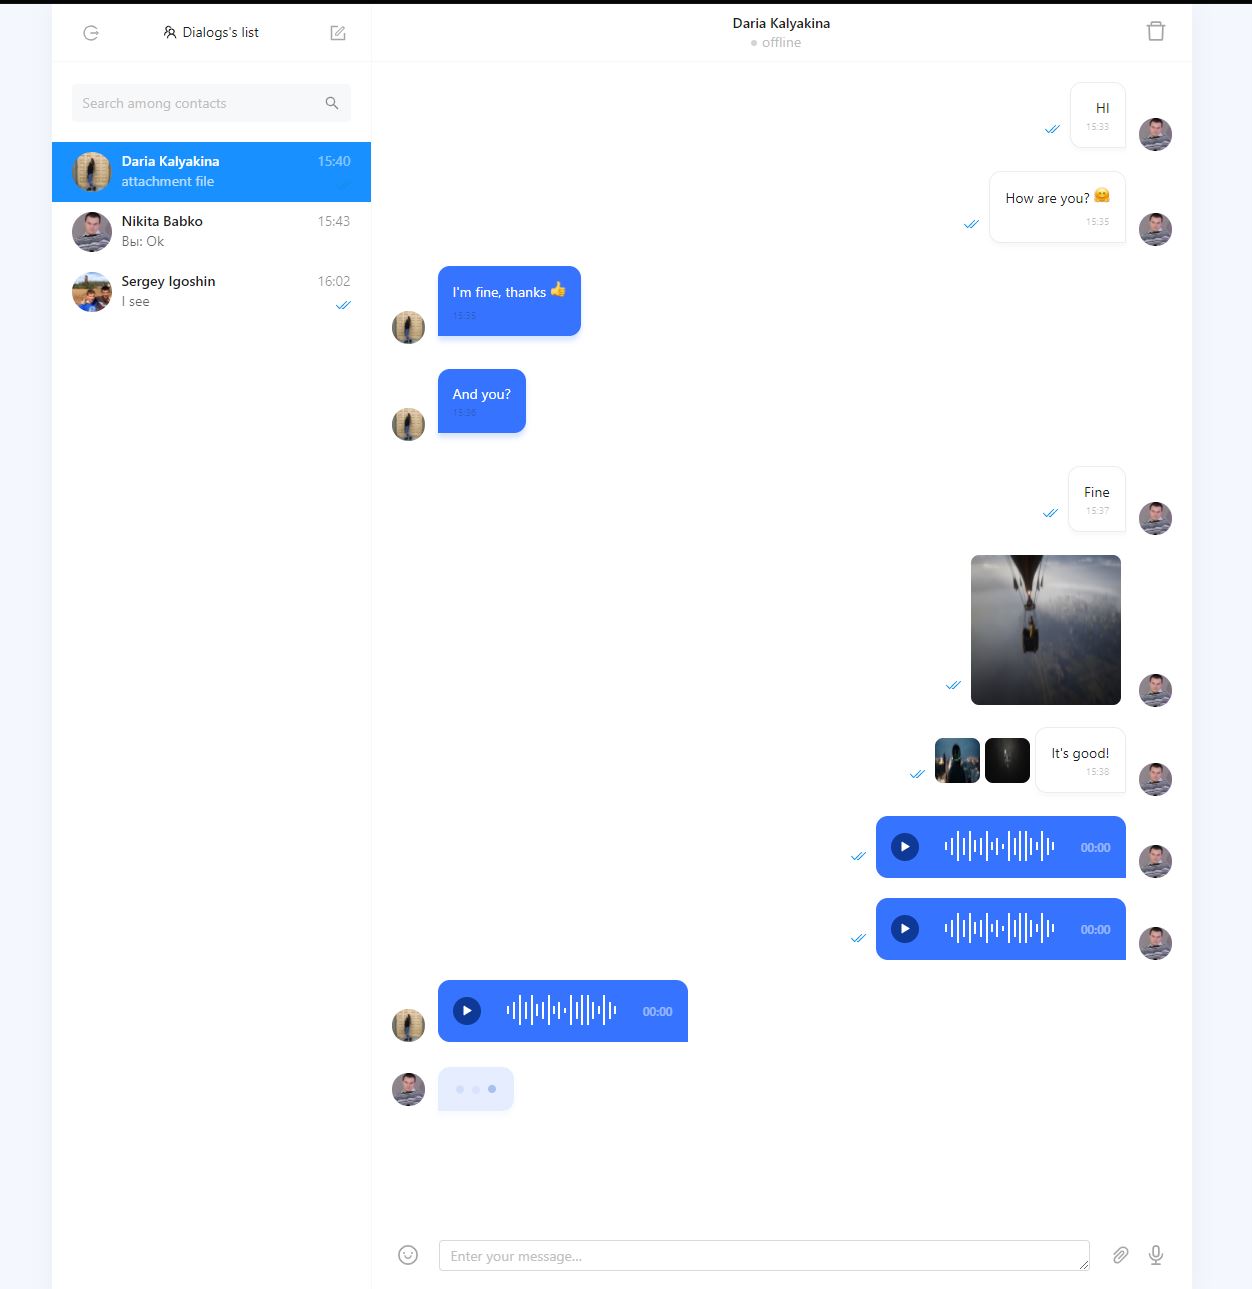 Dialogs's list
Search among contacts
Daria Kalyakina 15:40
attachment file
Nikita Babko 15:43
Вы: Ok
Sergey Igoshin 16:02
I see
Daria Kalyakina
offline
HI
15:33
How are you? 🤗
15:35
I'm fine, thanks 👍
15:35
And you?
15:36
Fine
15:37
It's good!
15:38
00:00
00:00
00:00
Enter your message...